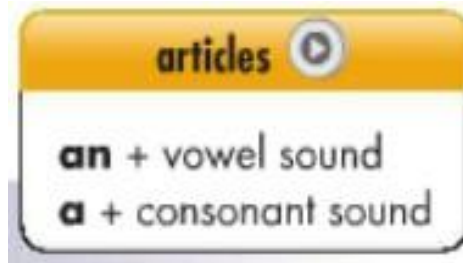 articles
an + vowel sound
a + consonant sound